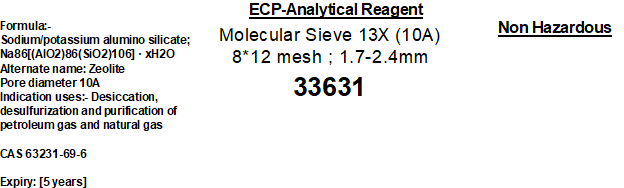 ECP-Analytical Reagent
Non Hazardous
Formula:-
Sodium/potassium alumino silicate;
Na86[(AlO2)86(SiO2)106] · xH2O
Alternate name: Zeolite
Pore diameter 10A
Indication uses:- Desiccation,
desulfurization and purification of
petroleum gas and natural gas
CAS 63231-69-6
Expiry: [5 years]
Molecular Sieve 13X (10A)
8*12 mesh ; 1.7-2.4mm
33631